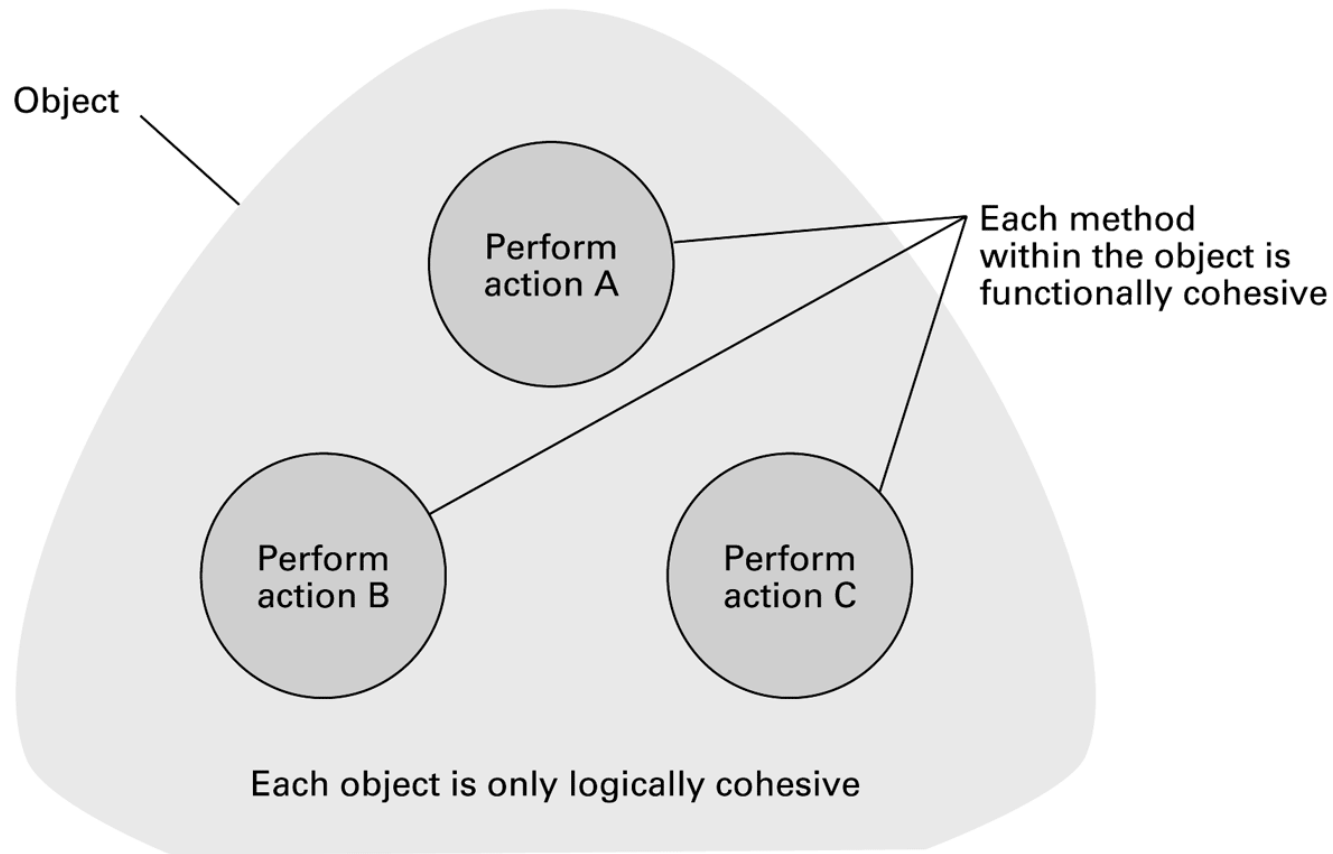 Object
Perform
action A
Each method
within the object is
functionally cohesive
Perform
action B
Perform
action C
Each object is only logically cohesive